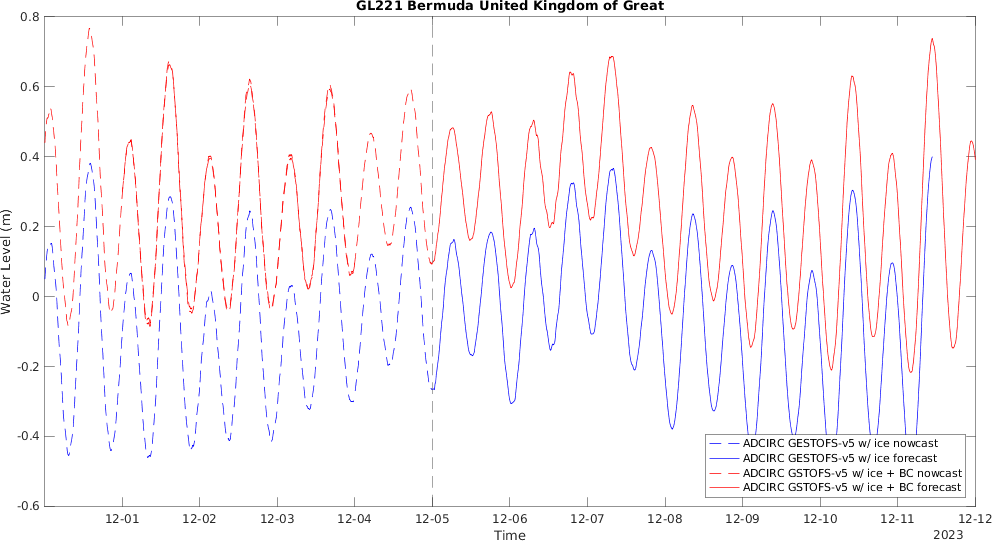 GL221 Bermuda United Kingdom of Great
Water Level (m)
0.8
0.6
0.4
0.2
0
-0.2
-0.4
-0.6
ADCIRC GESTOFS-v5 w/ ice nowcast
ADCIRC GESTOFS-v5 w/ ice forecast
ADCIRC GSTOFS-v5 w/ ice + BC nowcast
ADCIRC GSTOFS-v5 w/ ice + BC forecast
12-01 12-02 12-03 12-04 12-05 12-06 12-07 12-08 12-09 12-10 12-11 12-12
Time
2023